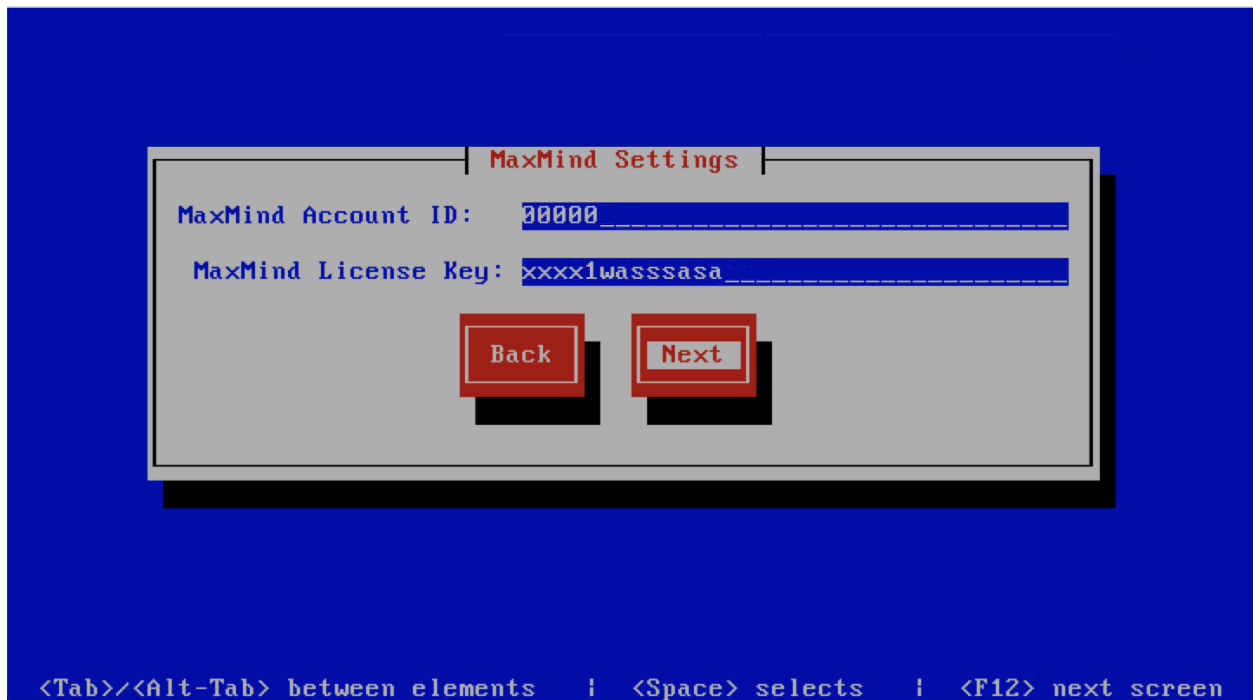 MaxMind Settings
MaxMind Account ID: 00000
MaxMind License Key: xxxx1wasssasa
Back Next
<Tab>/<Alt-Tab> between elements | <Space> selects | <F12> next screen